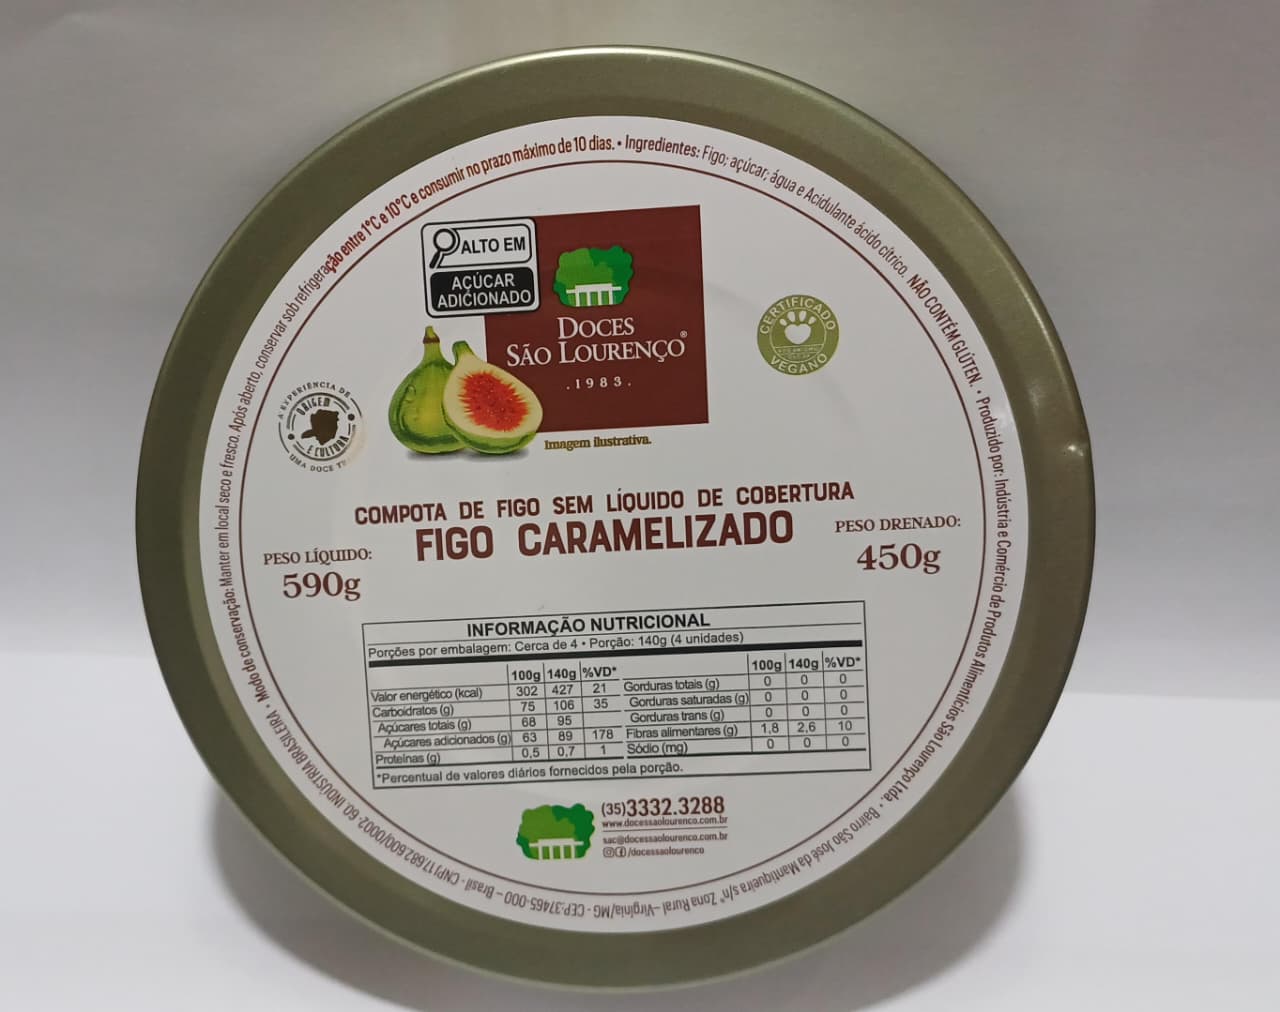 Modo de conservação: Manter em local seco e fresco. Após aberto, conservar sob refrigeração entre 1°C e 10°C e consumir no prazo máximo de 10 dias. • Ingredientes: Figo; açúcar; água e Acidulante ácido cítrico. NÃO CONTÉM GLÚTEN. • Produzido por: Indústria e Comércio de Produtos Alimentícios São Lourenço Ltda. • Bairro São José da Mantiqueira s/n° Zona Rural – Virgínia/MG - CEP:37465-000 – Brasil - CNPJ 17.682.600/0002-60. INDÚSTRIA BRASILEIRA •
ALTO EM
AÇÚCAR
ADICIONADO
DOCES
SÃO LOURENÇO®
.1983.
CERTIFICADO
VEGANO
A EXPERIÊNCIA DE
ORIGEM
E CULTURA
UMA DOCE
Imagem ilustrativa.
COMPOTA DE FIGO SEM LÍQUIDO DE COBERTURA
FIGO CARAMELIZADO
PESO LÍQUIDO:
590g
PESO DRENADO:
450g
INFORMAÇÃO NUTRICIONAL
Porções por embalagem: Cerca de 4 • Porção: 140g (4 unidades)
100g 140g %VD*
Valor energético (kcal) 302 427 21
Carboidratos (g) 75 106 35
Açúcares totais (g) 68 95
Açúcares adicionados (g) 63 89 178
Proteínas (g) 0,5 0,7 1
100g 140g %VD*
Gorduras totais (g) 0 0 0
Gorduras saturadas (g) 0 0 0
Gorduras trans (g) 0 0 0
Fibras alimentares (g) 1,8 2,6 10
Sódio (mg) 0 0 0
*Percentual de valores diários fornecidos pela porção.
(35)3332.3288
www.docessaolourenco.com.br
sac@docessaolourenco.com.br
/docessaolourenco